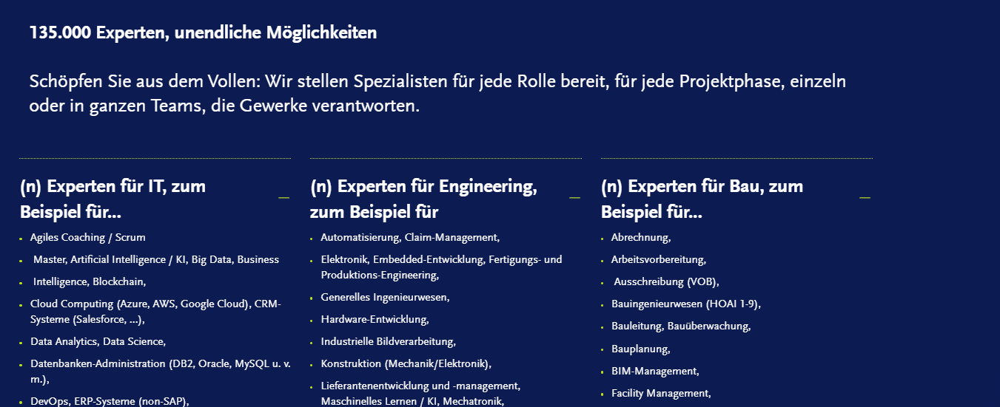 135.000 Experten, unendliche Möglichkeiten
Schöpfen Sie aus dem Vollen: Wir stellen Spezialisten für jede Rolle bereit, für jede Projektphase, einzeln
oder in ganzen Teams, die Gewerke verantworten.
(n) Experten für IT, zum
Beispiel für...
Agiles Coaching / Scrum
Master, Artificial Intelligence / KI, Big Data, Business
Intelligence, Blockchain,
Cloud Computing (Azure, AWS, Google Cloud), CRM-
Systeme (Salesforce, ...),
Data Analytics, Data Science,
Datenbanken-Administration (DB2, Oracle, MySQL u. v.
m.),
DevOps, ERP-Systeme (non-SAP),
(n) Experten für Engineering,
zum Beispiel für
Automatisierung, Claim-Management,
Elektronik, Embedded-Entwicklung, Fertigungs- und
Produktions-Engineering,
Generelles Ingenieurwesen,
Hardware-Entwicklung,
Industrielle Bildverarbeitung,
Konstruktion (Mechanik/Elektronik),
Lieferantenentwicklung und -management,
Maschinelles Lernen / KI, Mechatronik,
(n) Experten für Bau, zum
Beispiel für...
Abrechnung,
Arbeitsvorbereitung,
Ausschreibung (VOB),
Bauingenieurwesen (HOAI 1-9),
Bauleitung, Bauüberwachung,
Bauplanung,
BIM-Management,
Facility Management,